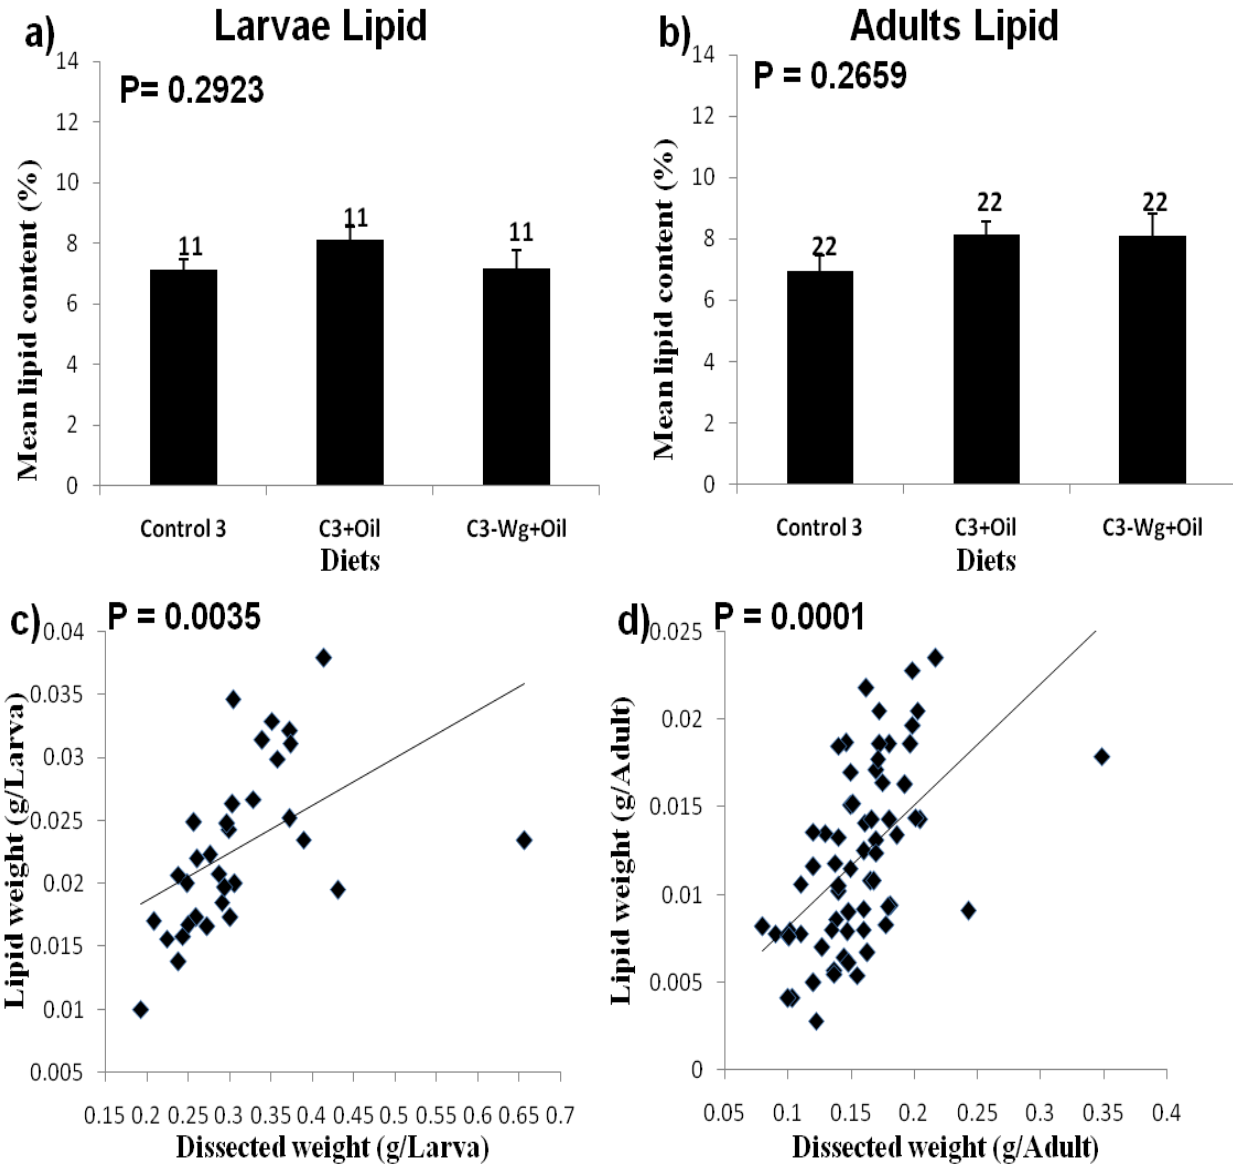 a)
Larvae Lipid
P= 0.2923
Mean lipid content (%)
14
12
10
8
6
4
2
0
11
11
11
Control 3 C3+Oil C3-Wg+Oil
Diets
b)
Adults Lipid
P = 0.2659
Mean lipid content (%)
14
12
10
8
6
4
2
0
22
22
22
Control 3 C3+Oil C3-Wg+Oil
Diets
c)
P = 0.0035
Lipid weight (g/Larva)
0.04
0.035
0.03
0.025
0.02
0.015
0.01
0.005
0.15 0.2 0.25 0.3 0.35 0.4 0.45 0.5 0.55 0.6 0.65 0.7
Dissected weight (g/Larva)
d)
P = 0.0001
Lipid weight (g/Adult)
0.025
0.02
0.015
0.01
0.005
0
0.05 0.1 0.15 0.2 0.25 0.3 0.35 0.4
Dissected weight (g/Adult)